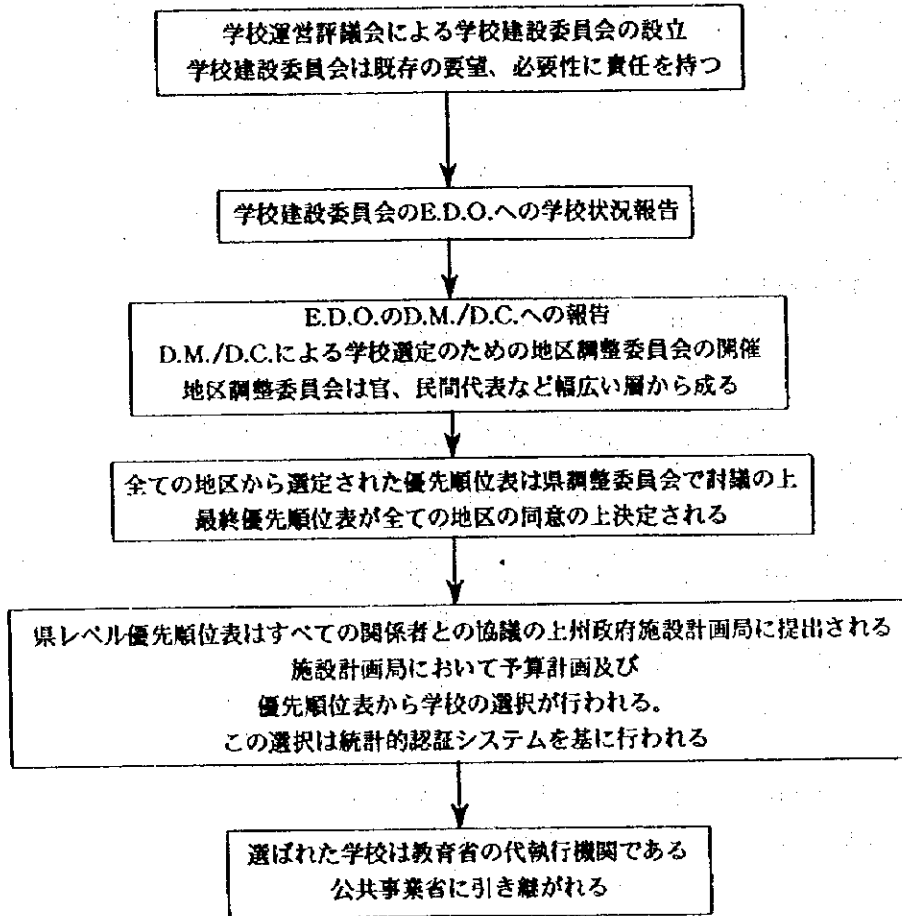 学校運営評議会による学校建設委員会の設立
学校建設委員会は既存の要望、必要性に責任を持つ
学校建設委員会のE.D.O.への学校状況報告
E.D.O.のD.M./D.C.への報告
D.M./D.C.による学校選定のための地区調整委員会の開催
地区調整委員会は官、民間代表など幅広い層から成る
全ての地区から選定された優先順位表は県調整委員会で討議の上
最終優先順位表が全ての地区の同意の上決定される
県レベル優先順位表はすべての関係者との協議の上州政府施設計画局に提出される
施設計画局において予算計画及び
優先順位表から学校の選択が行われる。
この選択は統計的認証システムを基に行われる
選ばれた学校は教育省の代執行機関である
公共事業省に引き継がれる